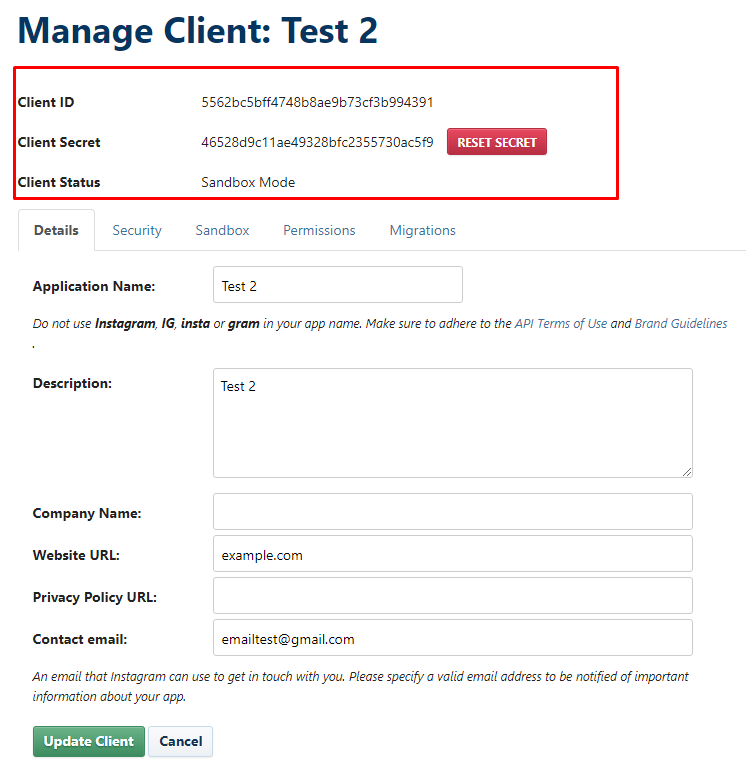 Manage Client: Test 2
Client ID 5562bc5bff4748b8ae9b73cf3b994391
Client Secret 46528d9c11ae49328bfc2355730ac5f9 RESET SECRET
Client Status Sandbox Mode
Details Security Sandbox Permissions Migrations
Application Name: Test 2
Do not use Instagram, IG, insta or gram in your app name. Make sure to adhere to the API Terms of Use and Brand Guidelines
.
Description: Test 2
Company Name:
Website URL: example.com
Privacy Policy URL:
Contact email: emailtest@gmail.com
An email that Instagram can use to get in touch with you. Please specify a valid email address to be notified of important
information about your app.
Update Client Cancel